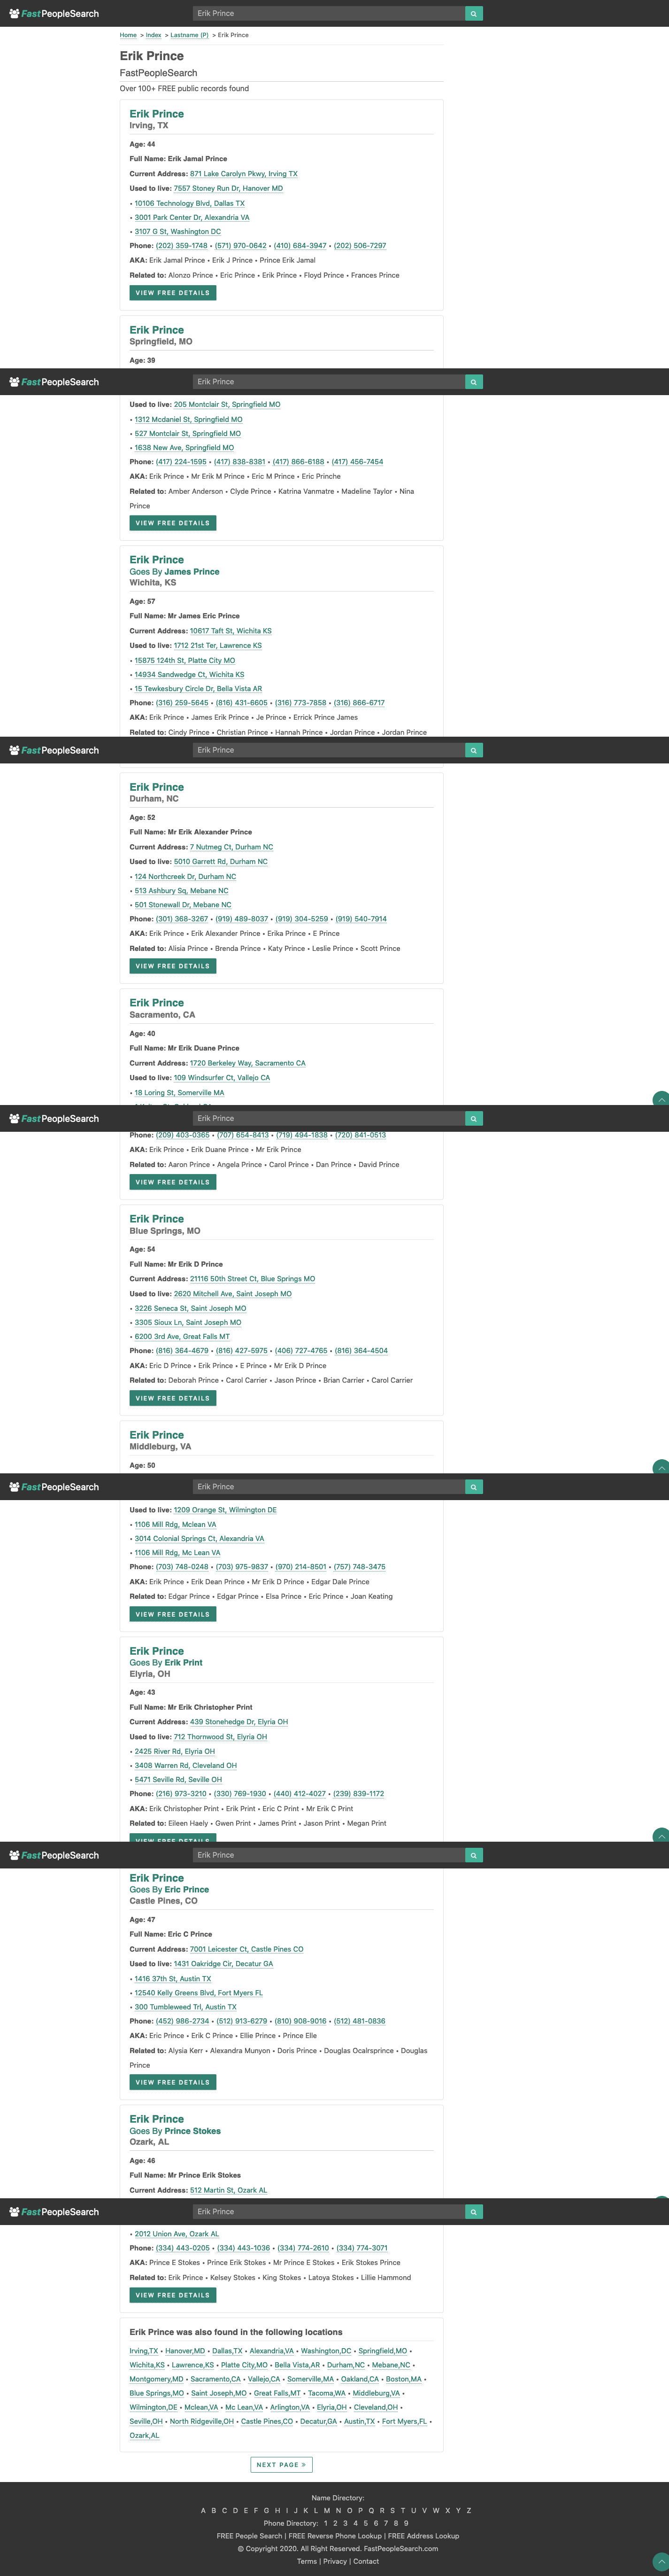 FastPeopleSearch
Erik Prince
Home > Index > Lastname (P) > Erik Prince
Erik Prince
FastPeopleSearch
Over 100+ FREE public records found
Erik Prince
Irving, TX
Age: 44
Full Name: Erik Jamal Prince
Current Address: 871 Lake Carolyn Pkwy, Irving TX
Used to live: 7557 Stoney Run Dr, Hanover MD
• 10106 Technology Blvd, Dallas TX
• 3001 Park Center Dr, Alexandria VA
• 3107 G St, Washington DC
Phone: (202) 359-1748 • (571) 970-0642 • (410) 684-3947 • (202) 506-7297
AKA: Erik Jamal Prince • Erik J Prince • Prince Erik Jamal
Related to: Alonzo Prince • Eric Prince • Erik Prince • Floyd Prince • Frances Prince
VIEW FREE DETAILS
Erik Prince
Springfield, MO
Age: 39
FastPeopleSearch
Erik Prince
Used to live: 205 Montclair St, Springfield MO
• 1312 Mcdaniel St, Springfield MO
• 527 Montclair St, Springfield MO
• 1638 New Ave, Springfield MO
Phone: (417) 224-1595 • (417) 838-8381 • (417) 866-6188 • (417) 456-7454
AKA: Erik Prince • Mr Erik M Prince • Eric M Prince • Eric Prinche
Related to: Amber Anderson • Clyde Prince • Katrina Vanmatre • Madeline Taylor • Nina
Prince
VIEW FREE DETAILS
Erik Prince
Goes By James Prince
Wichita, KS
Age: 57
Full Name: Mr James Eric Prince
Current Address: 10617 Taft St, Wichita KS
Used to live: 1712 21st Ter, Lawrence KS
• 15875 124th St, Platte City MO
• 14934 Sandwedge Ct, Wichita KS
• 15 Tewkesbury Circle Dr, Bella Vista AR
Phone: (316) 259-5645 • (816) 431-6605 • (316) 773-7858 • (316) 866-6717
AKA: Erik Prince • James Erik Prince • Je Prince • Errick Prince James
Related to: Cindy Prince • Christian Prince • Hannah Prince • Jordan Prince • Jordan Prince
FastPeopleSearch
Erik Prince
Erik Prince
Durham, NC
Age: 52
Full Name: Mr Erik Alexander Prince
Current Address: 7 Nutmeg Ct, Durham NC
Used to live: 5010 Garrett Rd, Durham NC
• 124 Northcreek Dr, Durham NC
• 513 Ashbury Sq, Mebane NC
• 501 Stonewall Dr, Mebane NC
Phone: (301) 368-3267 • (919) 489-8037 • (919) 304-5259 • (919) 540-7914
AKA: Erik Prince • Erik Alexander Prince • Erika Prince • E Prince
Related to: Alisia Prince • Brenda Prince • Katy Prince • Leslie Prince • Scott Prince
VIEW FREE DETAILS
Erik Prince
Sacramento, CA
Age: 40
Full Name: Mr Erik Duane Prince
Current Address: 1720 Berkeley Way, Sacramento CA
Used to live: 109 Windsurfer Ct, Vallejo CA
• 18 Loring St, Somerville MA
FastPeopleSearch
Erik Prince
Phone: (209) 403-0365 • (707) 654-8413 • (719) 494-1838 • (720) 841-0513
AKA: Erik Prince • Erik Duane Prince • Mr Erik Prince
Related to: Aaron Prince • Angela Prince • Carol Prince • Dan Prince • David Prince
VIEW FREE DETAILS
Erik Prince
Blue Springs, MO
Age: 54
Full Name: Mr Erik D Prince
Current Address: 21116 50th Street Ct, Blue Springs MO
Used to live: 2620 Mitchell Ave, Saint Joseph MO
• 3226 Seneca St, Saint Joseph MO
• 3305 Sioux Ln, Saint Joseph MO
• 6200 3rd Ave, Great Falls MT
Phone: (816) 364-4679 • (816) 427-5975 • (406) 727-4765 • (816) 364-4504
AKA: Eric D Prince • Erik Prince • E Prince • Mr Erik D Prince
Related to: Deborah Prince • Carol Carrier • Jason Prince • Brian Carrier • Carol Carrier
VIEW FREE DETAILS
Erik Prince
Middleburg, VA
Age: 50
FastPeopleSearch
Erik Prince
Used to live: 1209 Orange St, Wilmington DE
• 1106 Mill Rdg, Mclean VA
• 3014 Colonial Springs Ct, Alexandria VA
• 1106 Mill Rdg, Mc Lean VA
Phone: (703) 748-0248 • (703) 975-9837 • (970) 214-8501 • (757) 748-3475
AKA: Erik Prince • Erik Dean Prince • Mr Erik D Prince • Edgar Dale Prince
Related to: Edgar Prince • Edgar Prince • Elsa Prince • Eric Prince • Joan Keating
VIEW FREE DETAILS
Erik Prince
Goes By Erik Print
Elyria, OH
Age: 43
Full Name: Mr Erik Christopher Print
Current Address: 439 Stonehedge Dr, Elyria OH
Used to live: 712 Thornwood St, Elyria OH
• 2425 River Rd, Elyria OH
• 3408 Warren Rd, Cleveland OH
• 5471 Seville Rd, Seville OH
Phone: (216) 973-3210 • (330) 769-1930 • (440) 412-4027 • (239) 839-1172
AKA: Erik Christopher Print • Erik Print • Eric C Print • Mr Erik C Print
Related to: Eileen Haely • Gwen Print • James Print • Jason Print • Megan Print
VIEW FREE DETAILS
FastPeopleSearch
Erik Prince
Erik Prince
Goes By Eric Prince
Castle Pines, CO
Age: 47
Full Name: Eric C Prince
Current Address: 7001 Leicester Ct, Castle Pines CO
Used to live: 1431 Oakridge Cir, Decatur GA
• 1416 37th St, Austin TX
• 12540 Kelly Greens Blvd, Fort Myers FL
• 300 Tumbleweed Trl, Austin TX
Phone: (452) 986-2734 • (512) 913-6279 • (810) 908-9016 • (512) 481-0836
AKA: Eric Prince • Erik C Prince • Ellie Prince • Prince Elle
Related to: Alysia Kerr • Alexandra Munyon • Doris Prince • Douglas Ocalrsprince • Douglas
Prince
VIEW FREE DETAILS
Erik Prince
Goes By Prince Stokes
Ozark, AL
Age: 46
Full Name: Mr Prince Erik Stokes
Current Address: 512 Martin St, Ozark AL
FastPeopleSearch
Erik Prince
• 2012 Union Ave, Ozark AL
Phone: (334) 443-0205 • (334) 443-1036 • (334) 774-2610 • (334) 774-3071
AKA: Prince E Stokes • Prince Erik Stokes • Mr Prince E Stokes • Erik Stokes Prince
Related to: Erik Prince • Kelsey Stokes • King Stokes • Latoya Stokes • Lillie Hammond
VIEW FREE DETAILS
Erik Prince was also found in the following locations
Irving,TX • Hanover,MD • Dallas,TX • Alexandria,VA • Washington,DC • Springfield,MO •
Wichita,KS • Lawrence,KS • Platte City,MO • Bella Vista,AR • Durham,NC • Mebane,NC •
Montgomery,MD • Sacramento,CA • Vallejo,CA • Somerville,MA • Oakland,CA • Boston,MA •
Blue Springs,MO • Saint Joseph,MO • Great Falls,MT • Tacoma,WA • Middleburg,VA •
Wilmington,DE • Mclean,VA • Mc Lean,VA • Arlington,VA • Elyria,OH • Cleveland,OH •
Seville,OH • North Ridgeville,OH • Castle Pines,CO • Decatur,GA • Austin,TX • Fort Myers,FL •
Ozark,AL
NEXT PAGE »
Name Directory:
A B C D E F G H I J K L M N O P Q R S T U V W X Y Z
Phone Directory: 1 2 3 4 5 6 7 8 9
FREE People Search | FREE Reverse Phone Lookup | FREE Address Lookup
© Copyright 2020. All Right Reserved. FastPeopleSearch.com
Terms | Privacy | Contact